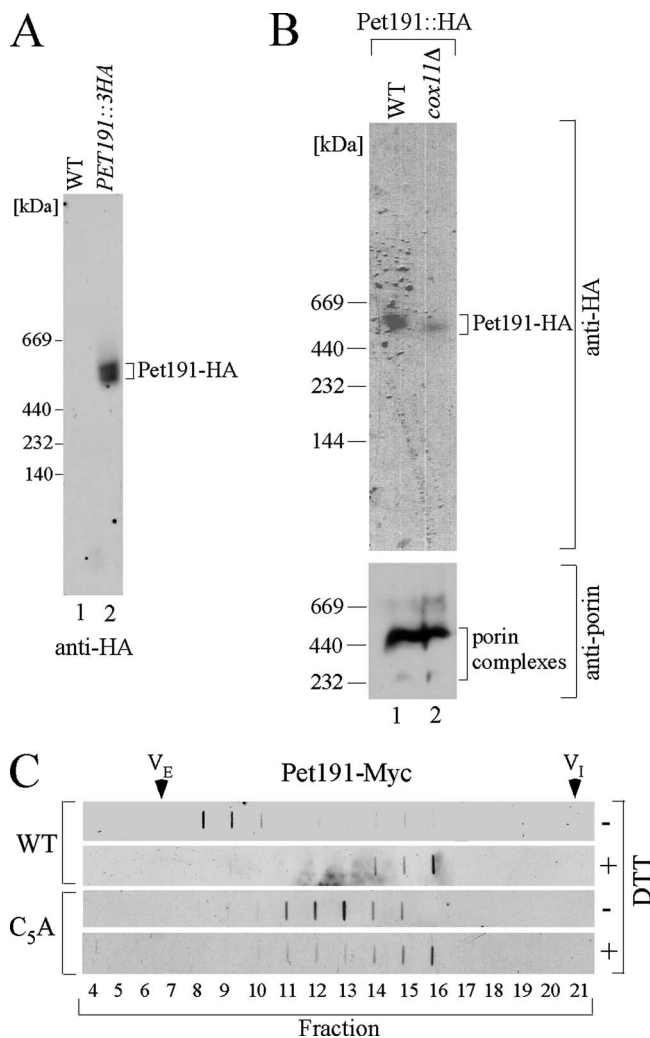 A
WT
PET191::3HA
[kDa]
669
440
232
140
Pet191-HA
1 2
anti-HA
B
Pet191::HA
WT
cox11Δ
[kDa]
669
440
232
144
Pet191-HA
anti-HA
669
440
232
porin
complexes
anti-porin
1 2
C
V_E
Pet191-Myc
V_I
WT
-
+
C₅A
-
+
DTT
4 5 6 7 8 9 10 11 12 13 14 15 16 17 18 19 20 21
Fraction